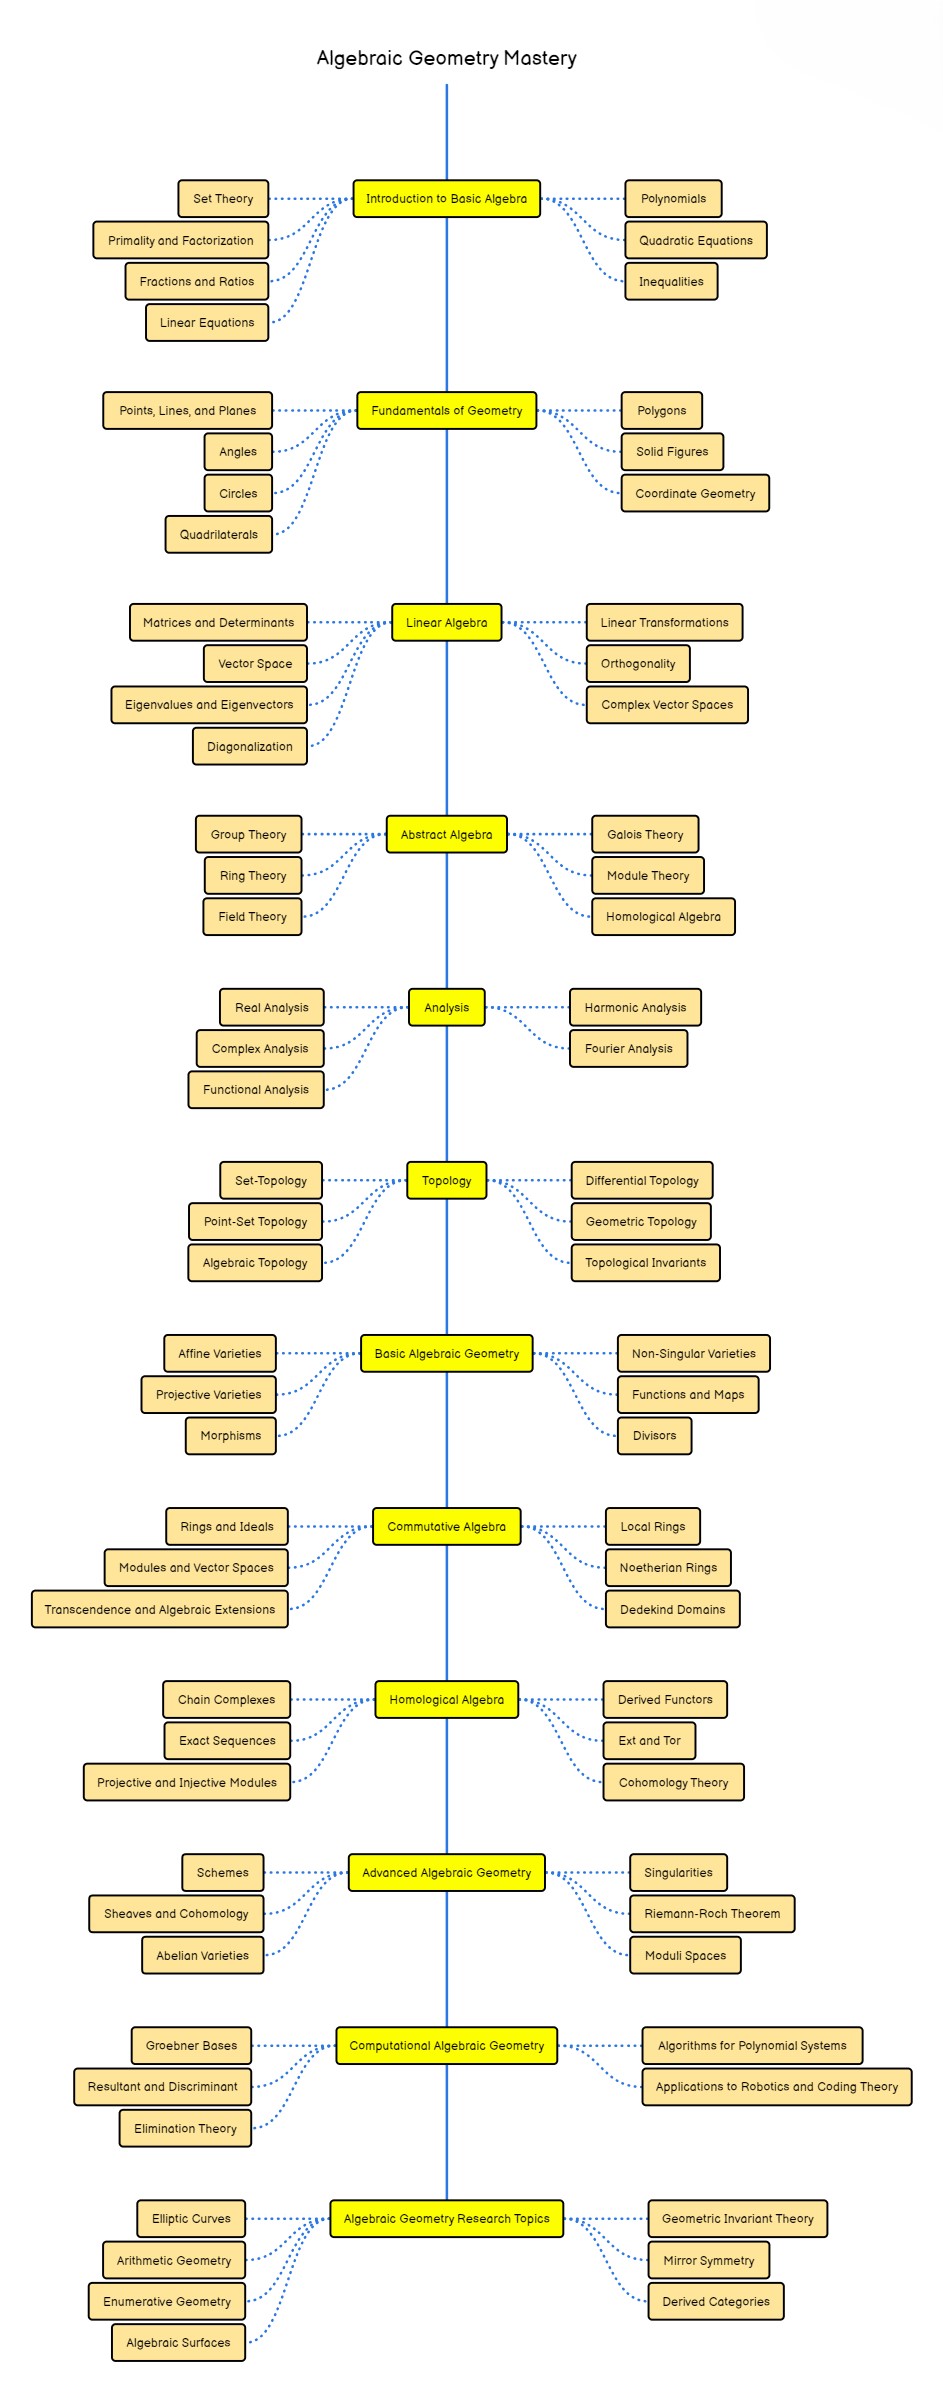 Algebraic Geometry Mastery
Set Theory
Introduction to Basic Algebra
Polynomials
Primality and Factorization
Quadratic Equations
Fractions and Ratios
Inequalities
Linear Equations
Points, Lines, and Planes
Fundamentals of Geometry
Polygons
Angles
Solid Figures
Circles
Coordinate Geometry
Quadrilaterals
Matrices and Determinants
Linear Algebra
Linear Transformations
Vector Space
Orthogonality
Eigenvalues and Eigenvectors
Complex Vector Spaces
Diagonalization
Group Theory
Abstract Algebra
Galois Theory
Ring Theory
Module Theory
Field Theory
Homological Algebra
Real Analysis
Analysis
Harmonic Analysis
Complex Analysis
Fourier Analysis
Functional Analysis
Set-Topology
Topology
Differential Topology
Point-Set Topology
Geometric Topology
Algebraic Topology
Topological Invariants
Affine Varieties
Basic Algebraic Geometry
Non-Singular Varieties
Projective Varieties
Functions and Maps
Morphisms
Divisors
Rings and Ideals
Commutative Algebra
Local Rings
Modules and Vector Spaces
Noetherian Rings
Transcendence and Algebraic Extensions
Dedekind Domains
Chain Complexes
Homological Algebra
Derived Functors
Exact Sequences
Ext and Tor
Projective and Injective Modules
Cohomology Theory
Schemes
Advanced Algebraic Geometry
Singularities
Sheaves and Cohomology
Riemann-Roch Theorem
Abelian Varieties
Moduli Spaces
Groebner Bases
Computational Algebraic Geometry
Algorithms for Polynomial Systems
Resultant and Discriminant
Applications to Robotics and Coding Theory
Elimination Theory
Elliptic Curves
Algebraic Geometry Research Topics
Geometric Invariant Theory
Arithmetic Geometry
Mirror Symmetry
Enumerative Geometry
Derived Categories
Algebraic Surfaces